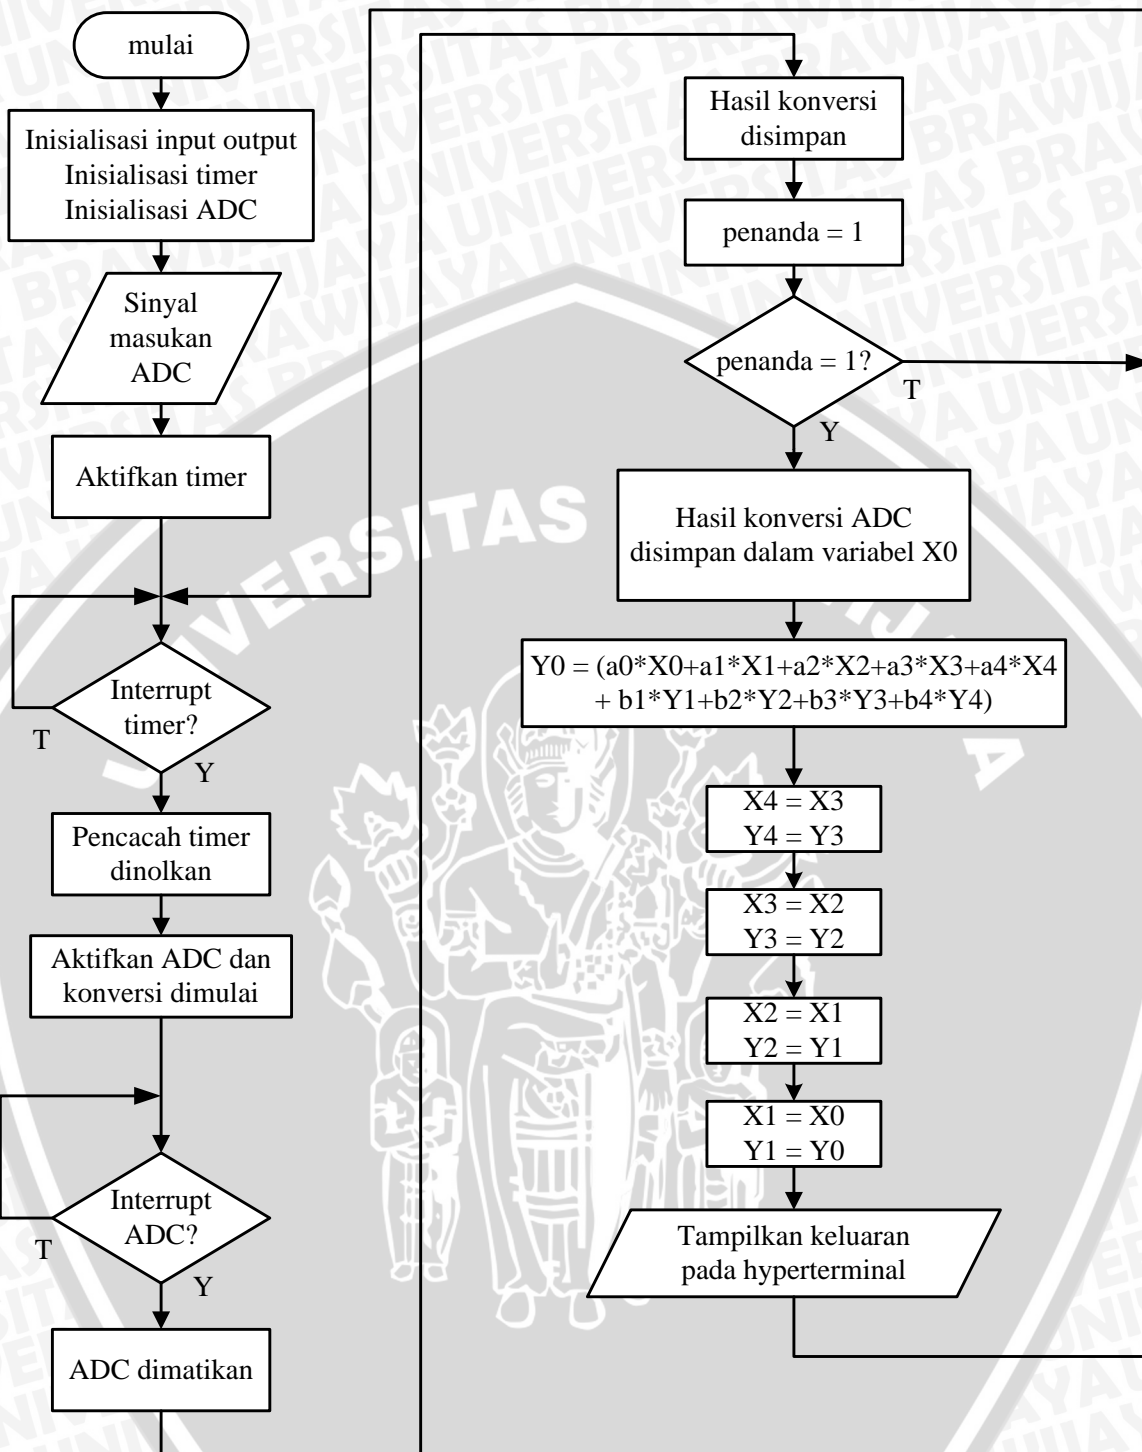 mulai
Inisialisasi input output
Inisialisasi timer
Inisialisasi ADC
Sinyal
masukan
ADC
Aktifkan timer
Interrupt
timer?
T
Y
Pencacah timer
dinolkan
Aktifkan ADC dan
konversi dimulai
Interrupt
ADC?
T
Y
ADC dimatikan
Hasil konversi
disimpan
penanda = 1
penanda = 1?
T
Y
Hasil konversi ADC
disimpan dalam variabel X0
Y0 = (a0*X0+a1*X1+a2*X2+a3*X3+a4*X4
+ b1*Y1+b2*Y2+b3*Y3+b4*Y4)
X4 = X3
Y4 = Y3
X3 = X2
Y3 = Y2
X2 = X1
Y2 = Y1
X1 = X0
Y1 = Y0
Tampilkan keluaran
pada hyperterminal
UNIVERSITAS BRAWIJAYA